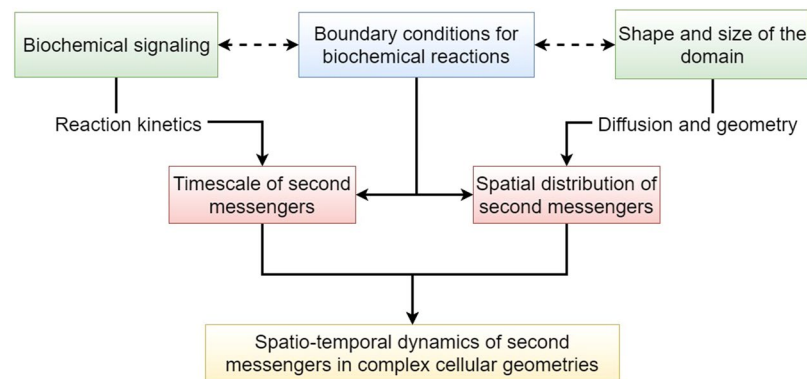 Biochemical signaling
Boundary conditions for
biochemical reactions
Shape and size of the
domain
Reaction kinetics
Diffusion and geometry
Timescale of second
messengers
Spatial distribution of
second messengers
Spatio-temporal dynamics of second
messengers in complex cellular geometries